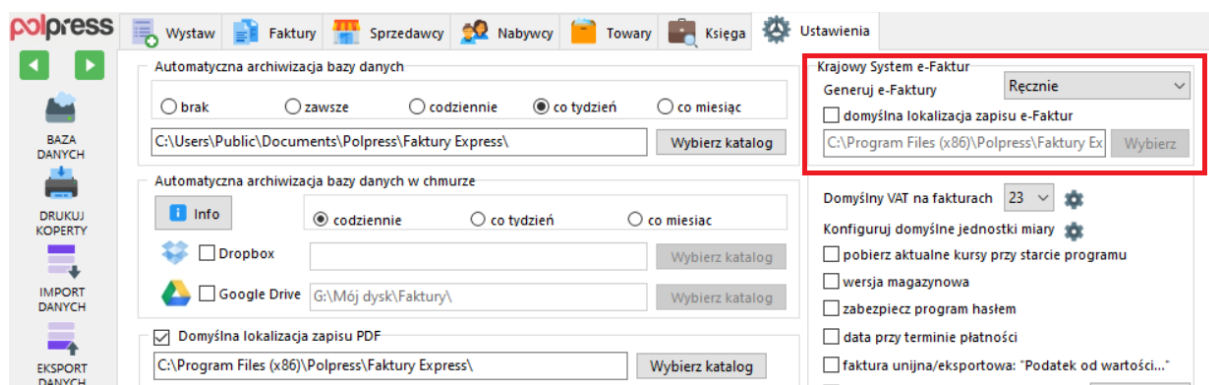 polpress
Wystaw
Faktury
Sprzedawcy
Nabywcy
Towary
Księga
Ustawienia
BAZA
DANYCH
DRUKUJ
KOPERTY
IMPORT
DANYCH
EKSPORT
DANYCH
Automatyczna archiwizacja bazy danych
brak
zawsze
codziennie
co tydzień
co miesiąc
C:\Users\Public\Documents\Polpress\Faktury Express\
Wybierz katalog
Automatyczna archiwizacja bazy danych w chmurze
Info
codziennie
co tydzień
co miesiac
Dropbox
Wybierz katalog
Google Drive
G:\Mój dysk\Faktury\
Wybierz katalog
Domyślna lokalizacja zapisu PDF
C:\Program Files (x86)\Polpress\Faktury Express\
Wybierz katalog
Krajowy System e-Faktur
Generuj e-Faktury
Ręcznie
domyślna lokalizacja zapisu e-Faktur
C:\Program Files (x86)\Polpress\Faktury Ex
Wybierz
Domyślny VAT na fakturach
23
Konfiguruj domyślne jednostki miary
pobierz aktualne kursy przy starcie programu
wersja magazynowa
zabezpiecz program hasłem
data przy terminie płatności
faktura unijna/eksportowa: "Podatek od wartości..."